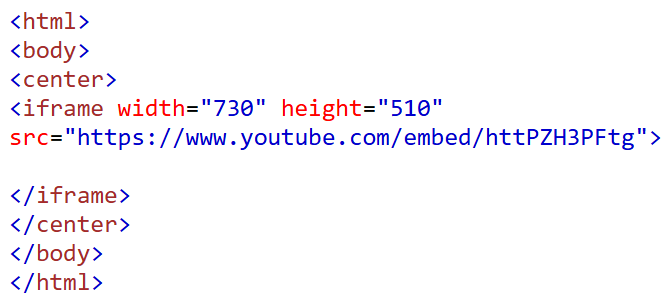 <html>
<body>
<center>
<iframe width="730" height="510"
src="https://www.youtube.com/embed/httPZH3PFtg">
</iframe>
</center>
</body>
</html>